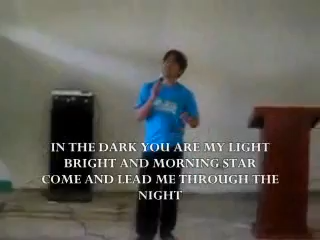 IN THE DARK YOU ARE MY LIGHT
BRIGHT AND MORNING STAR
COME AND LEAD ME THROUGH THE
NIGHT